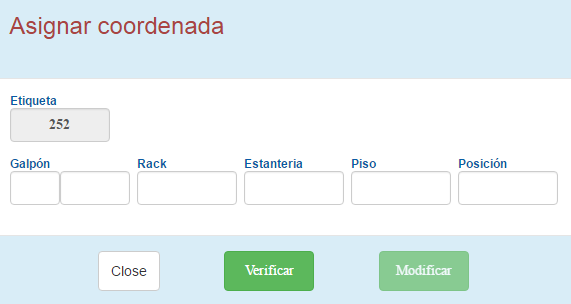 Asignar coordenada
Etiqueta
252
Galpón Rack Estanteria Piso Posición
Close Verificar Modificar